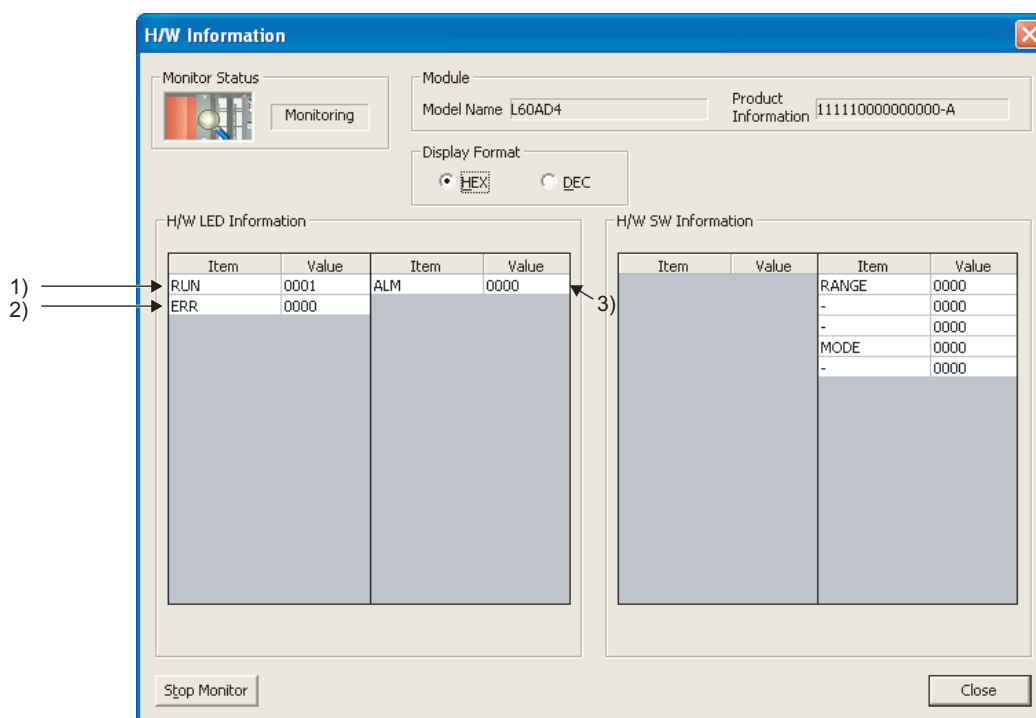 H/W Information
Monitor Status
Monitoring
Module
Model Name L60AD4
Product Information 111110000000000-A
Display Format
HEX DEC
H/W LED Information
H/W SW Information
Item Value Item Value
Item Value Item Value
1) RUN 0001 ALM 0000 3)
2) ERR 0000
RANGE 0000
- 0000
- 0000
MODE 0000
- 0000
Stop Monitor
Close